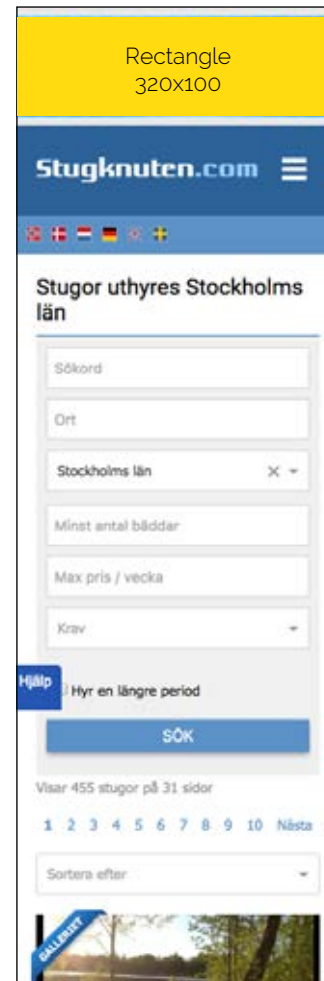 Rectangle
320x100
Stugknuten.com
Stugor uthyres Stockholms
län
Sökord
Ort
Stockholms län
Minst antal bäddar
Max pris / vecka
Krav
Hjälp
Hyr en längre period
SÖK
Visar 455 stugor på 31 sidor
1 2 3 4 5 6 7 8 9 10 Nästa
Sortera efter
GALLERIXT